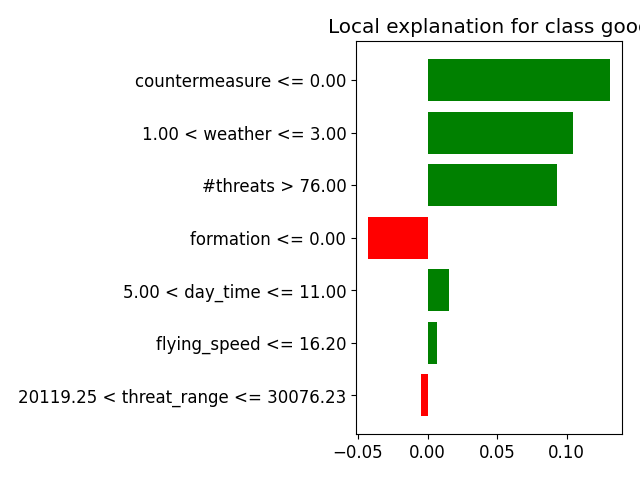 Local explanation for class goo
countermeasure <= 0.00
1.00 < weather <= 3.00
#threats > 76.00
formation <= 0.00
5.00 < day_time <= 11.00
flying_speed <= 16.20
20119.25 < threat_range <= 30076.23
−0.05 0.00 0.05 0.10